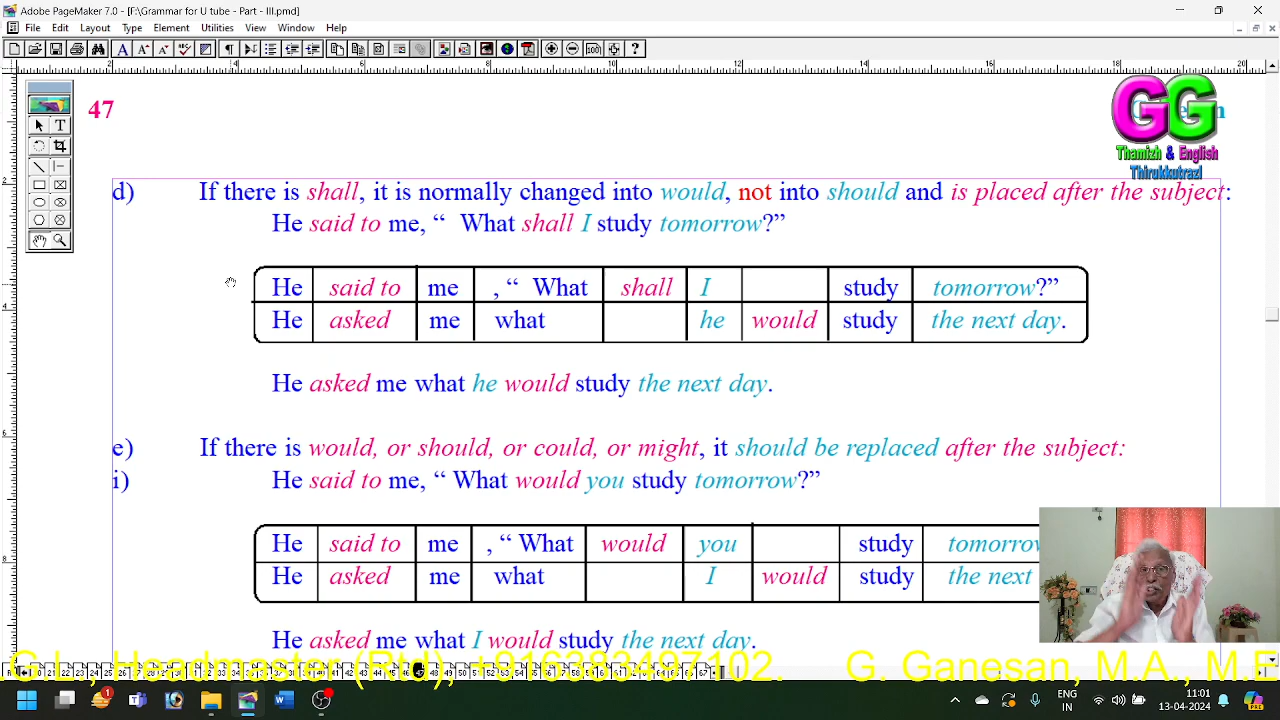 Adobe PageMaker 7.0 - [F:\Grammar for U tube - Part - III.pmd]
File Edit Layout Type Element Utilities View Window Help
47
GG
Thamizh & English
Thirukkutrazl
d) If there is shall, it is normally changed into would, not into should and is placed after the subject:
He said to me, “ What shall I study tomorrow?”
He said to me , “ What shall I study tomorrow?”
He asked me what he would study the next day.
He asked me what he would study the next day.
e) If there is would, or should, or could, or might, it should be replaced after the subject:
i) He said to me, “ What would you study tomorrow?”
He said to me , “ What would you study tomorrow
He asked me what I would study the next
He asked me what I would study the next day.
G.L., Headmaster (Rtd), G. Ganesan, M.A., M.E
ENG
IN
11:01
13-04-2024